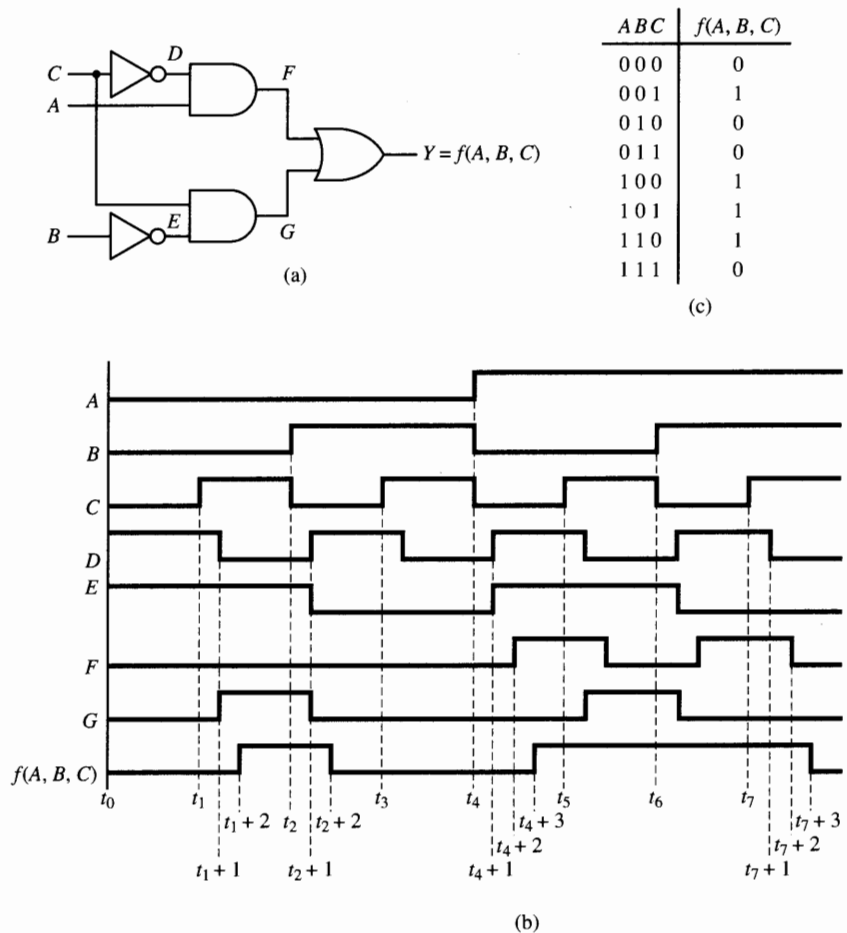 D
C
F
A
Y = f(A, B, C)
E
B
G
(a)
A B C f(A, B, C)
0 0 0 0
0 0 1 1
0 1 0 0
0 1 1 0
1 0 0 1
1 0 1 1
1 1 0 1
1 1 1 0
(c)
A
B
C
D
E
F
G
f(A, B, C)
t0 t1 t2 t3 t4 t5 t6 t7
t1 + 2 t2 + 2 t4 + 3 t7 + 3
t4 + 2 t7 + 2
t1 + 1 t2 + 1 t4 + 1 t7 + 1
(b)